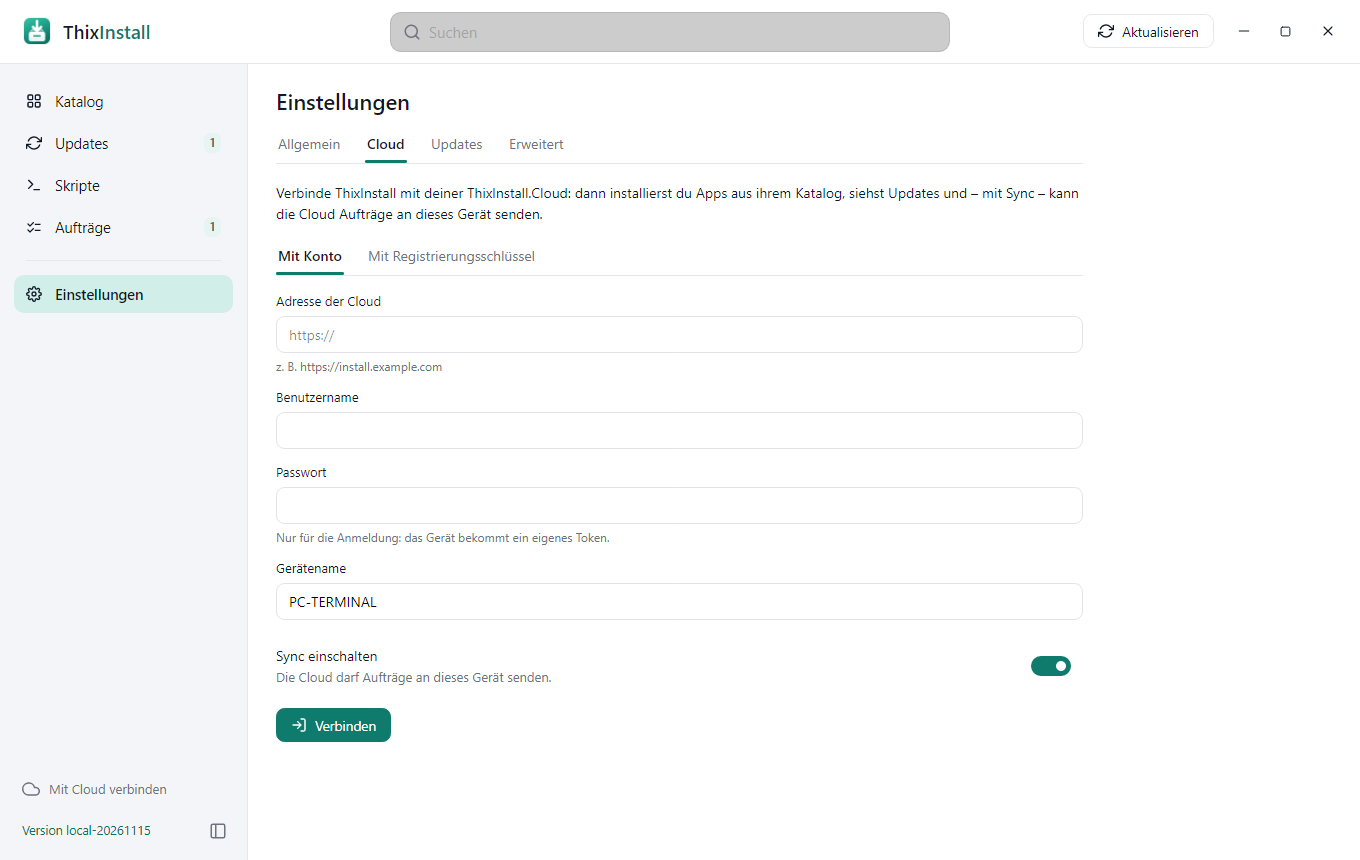 ThixInstall
Suchen
Aktualisieren
Katalog
Updates 1
Skripte
Aufträge 1
Einstellungen
Mit Cloud verbinden
Version local-20261115
Einstellungen
Allgemein Cloud Updates Erweitert
Verbinde ThixInstall mit deiner ThixInstall.Cloud: dann installierst du Apps aus ihrem Katalog, siehst Updates und – mit Sync – kann
die Cloud Aufträge an dieses Gerät senden.
Mit Konto Mit Registrierungsschlüssel
Adresse der Cloud
https://
z. B. https://install.example.com
Benutzername
Passwort
Nur für die Anmeldung: das Gerät bekommt ein eigenes Token.
Gerätename
PC-TERMINAL
Sync einschalten
Die Cloud darf Aufträge an dieses Gerät senden.
Verbinden